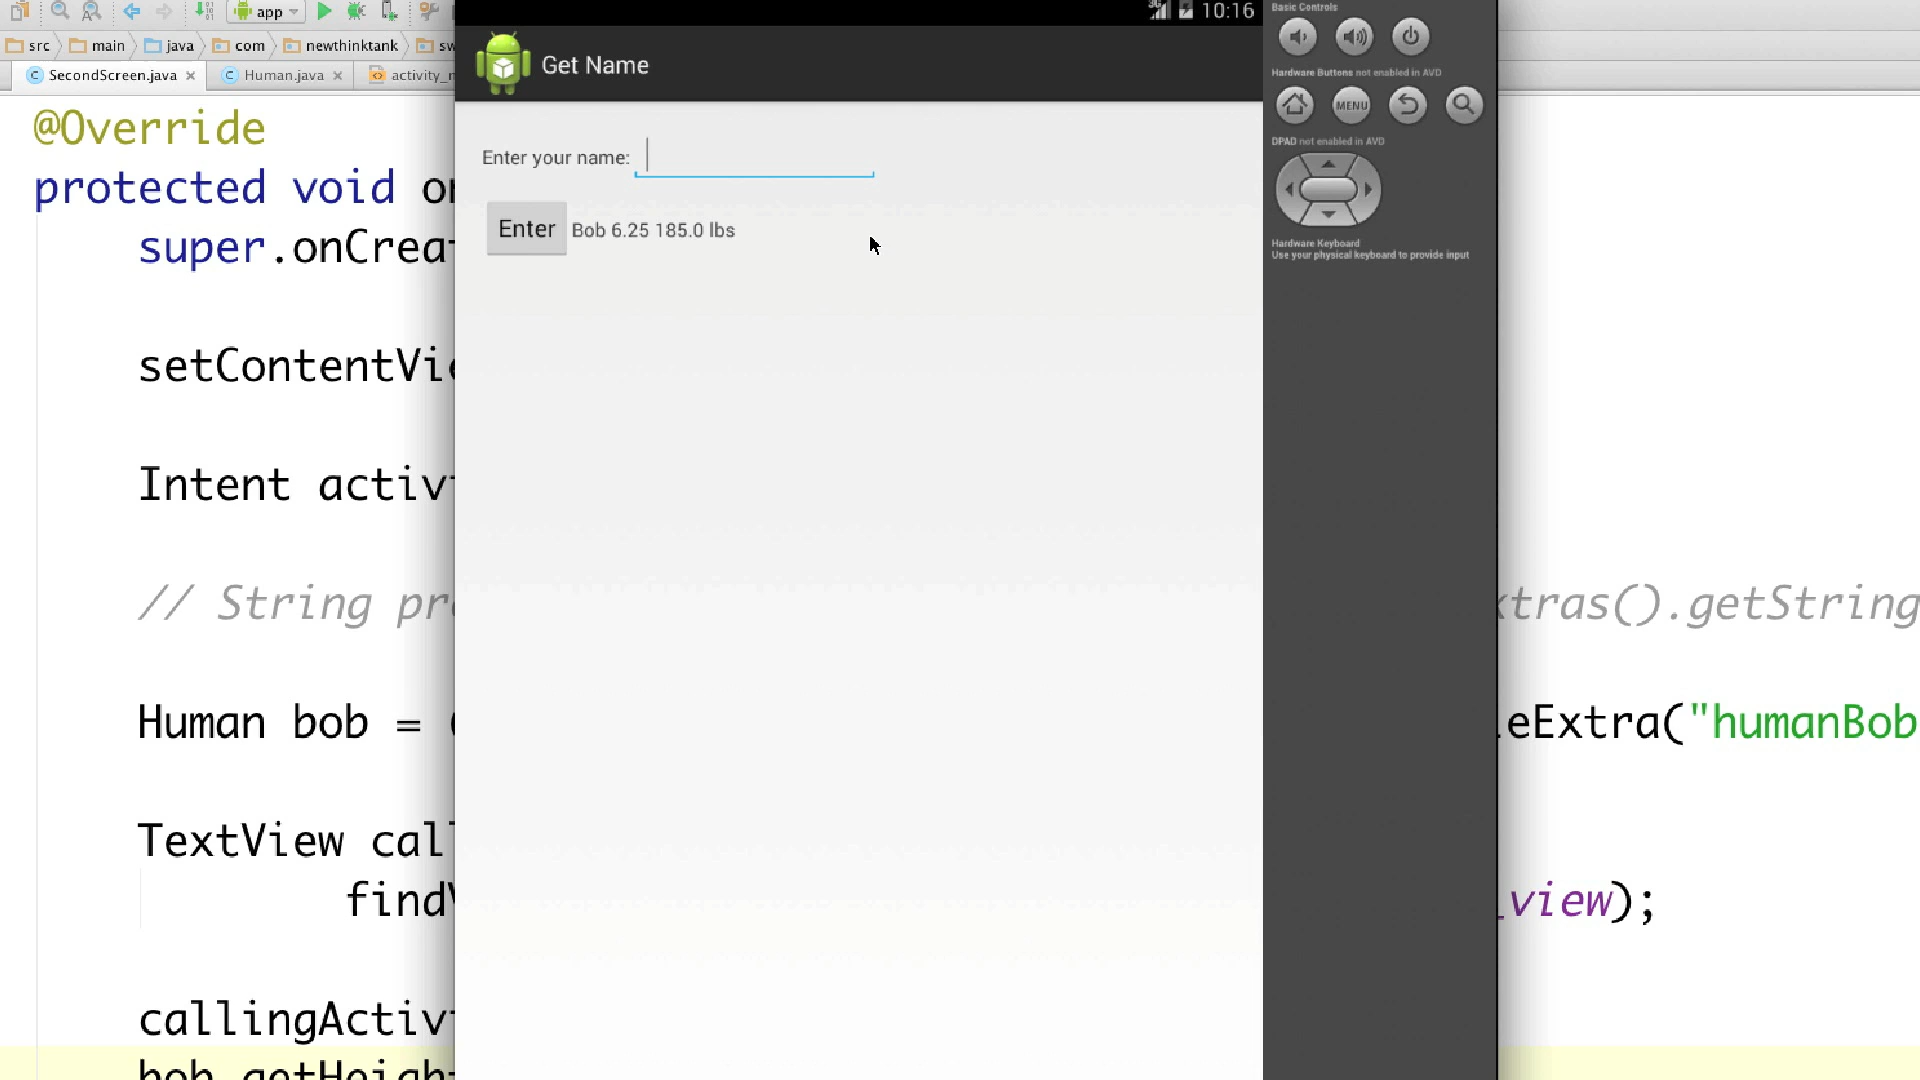 app
10:16
Basic Controls
src main java com newthinktank
Get Name
Hardware Buttons not enabled in AVD
SecondScreen.java Human.java activity_
MENU
@Override
DPAD not enabled in AVD
Enter your name:
protected void
Enter Bob 6.25 185.0 lbs
super.onCrea
Hardware Keyboard
Use your physical keyboard to provide input
setContentVi
Intent activ
// String pr xtras().getString
Human bob = eExtra("humanBob
TextView cal
find view);
callingActiv
bob.getHeigh